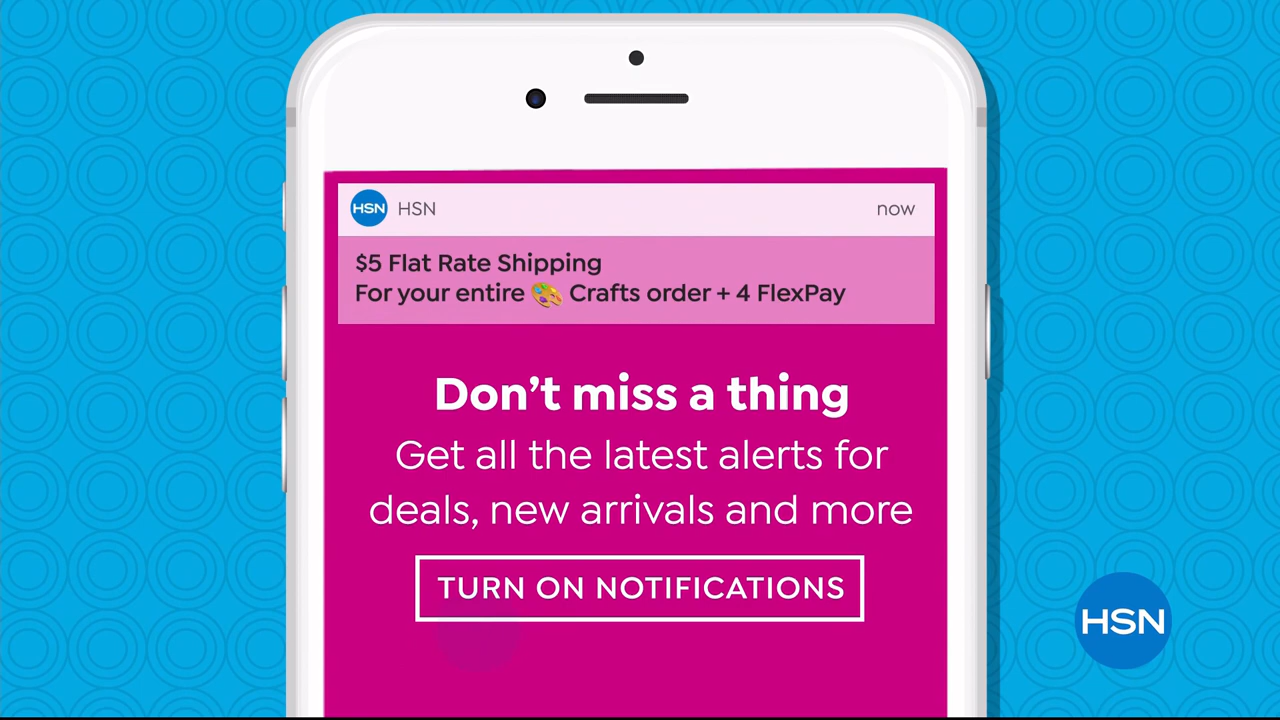 HSN HSN now
$5 Flat Rate Shipping
For your entire 🎨 Crafts order + 4 FlexPay
Don't miss a thing
Get all the latest alerts for
deals, new arrivals and more
TURN ON NOTIFICATIONS
HSN